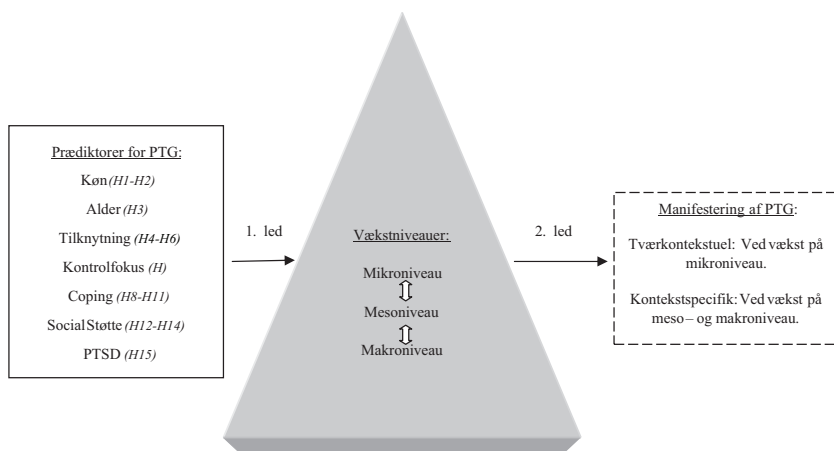 Prædiktorer for PTG:
Køn (H1-H2)
Alder (H3)
Tilknytning (H4-H6)
Kontrolfokus (H)
Coping (H8-H11)
Social Støtte (H12-H14)
PTSD (H15)
1. led
Vækstniveauer:
Mikroniveau
Mesoniveau
Makroniveau
2. led
Manifestering af PTG:
Tværkontekstuel: Ved vækst på
mikroniveau.
Kontekstspecifik: Ved vækst på
meso – og makroniveau.